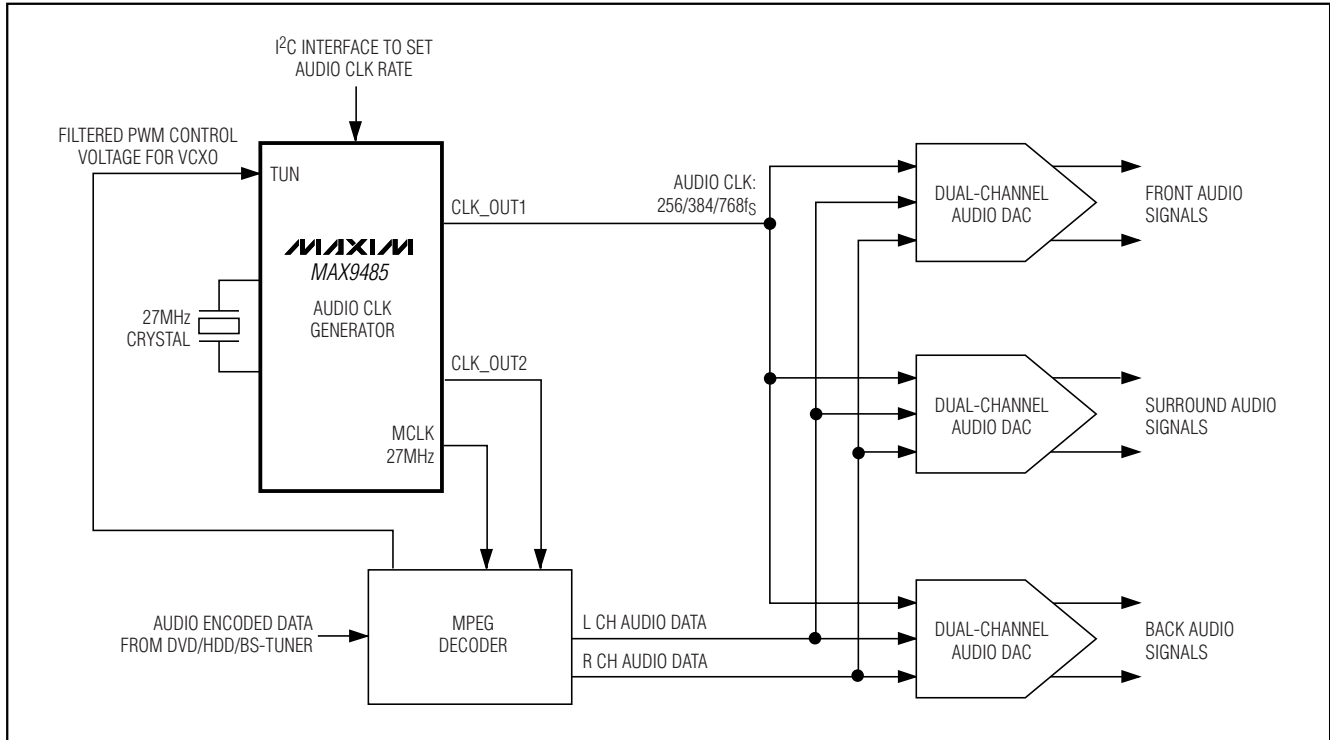 I²C INTERFACE TO SET
AUDIO CLK RATE
FILTERED PWM CONTROL
VOLTAGE FOR VCXO
TUN
CLK_OUT1
MAXIM
MAX9485
AUDIO CLK
GENERATOR
27MHz
CRYSTAL
CLK_OUT2
MCLK
27MHz
AUDIO CLK:
256/384/768fS
DUAL-CHANNEL
AUDIO DAC
FRONT AUDIO
SIGNALS
DUAL-CHANNEL
AUDIO DAC
SURROUND AUDIO
SIGNALS
AUDIO ENCODED DATA
FROM DVD/HDD/BS-TUNER
MPEG
DECODER
L CH AUDIO DATA
R CH AUDIO DATA
DUAL-CHANNEL
AUDIO DAC
BACK AUDIO
SIGNALS